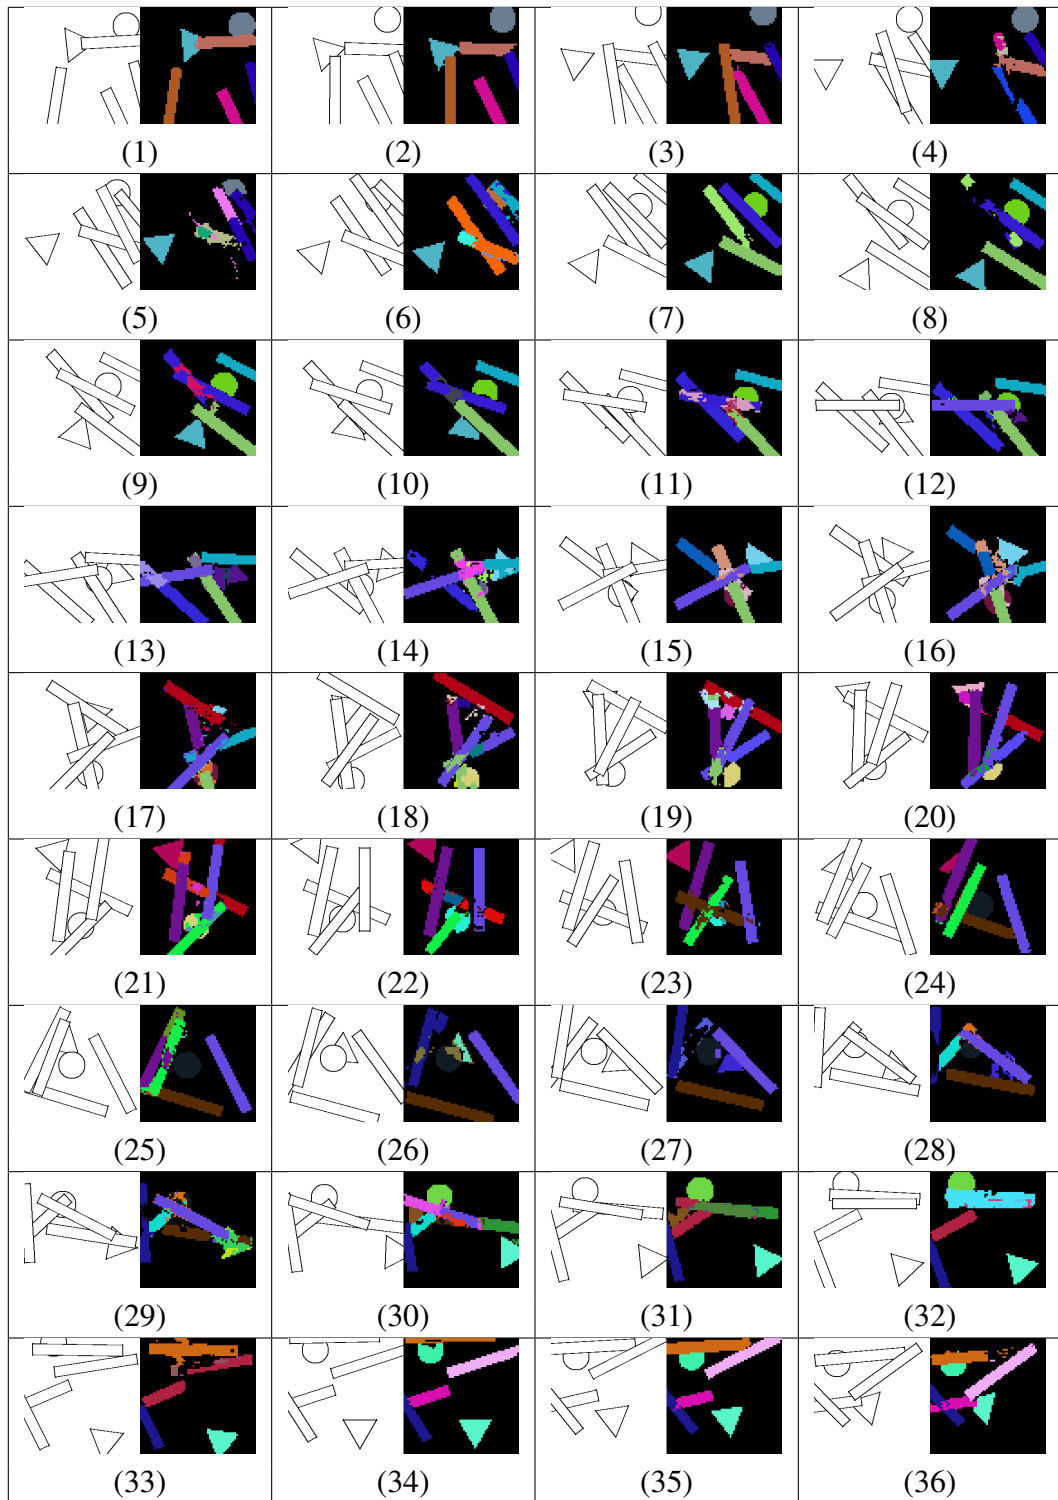 (1) (2) (3) (4)
(5) (6) (7) (8)
(9) (10) (11) (12)
(13) (14) (15) (16)
(17) (18) (19) (20)
(21) (22) (23) (24)
(25) (26) (27) (28)
(29) (30) (31) (32)
(33) (34) (35) (36)